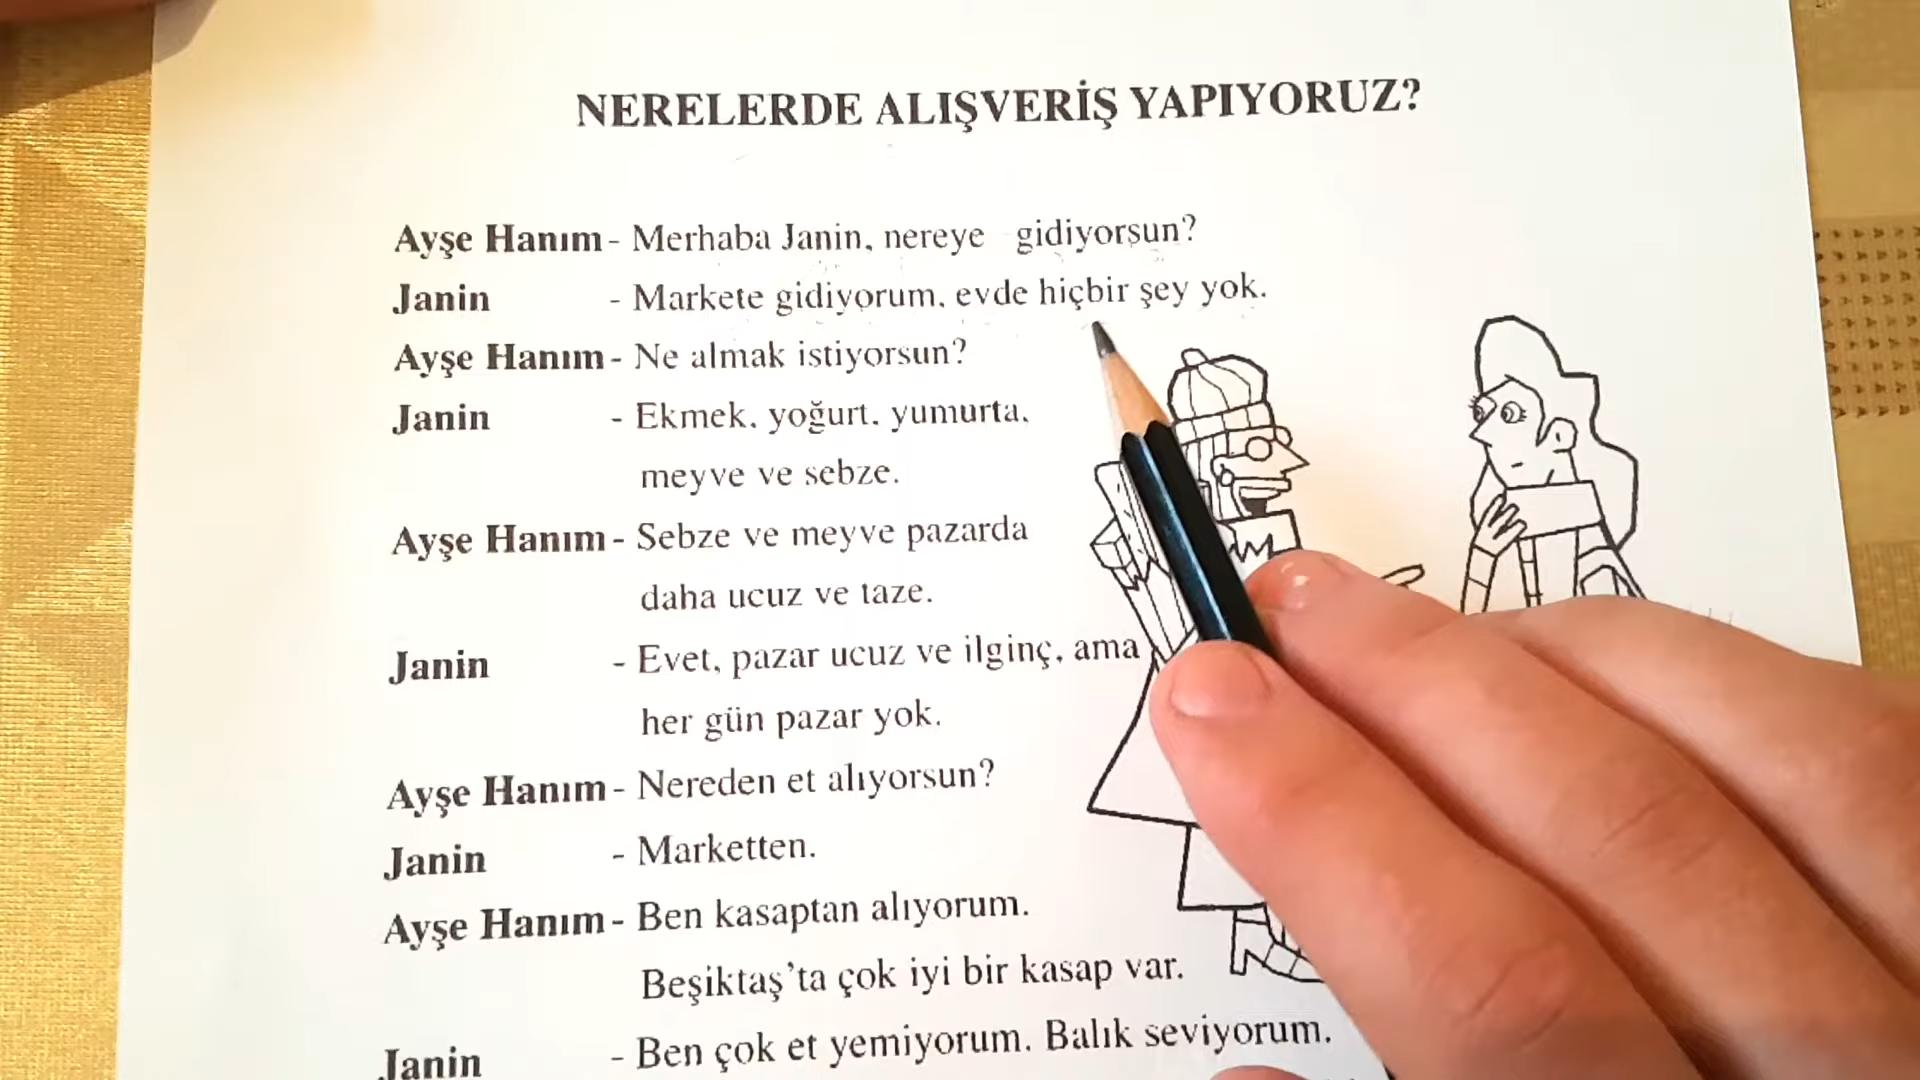 NERELERDE ALIŞVERİŞ YAPIYORUZ?
Ayşe Hanım - Merhaba Janin, nereye gidiyorsun?
Janin - Markete gidiyorum, evde hiçbir şey yok.
Ayşe Hanım - Ne almak istiyorsun?
Janin - Ekmek, yoğurt, yumurta,
meyve ve sebze.
Ayşe Hanım - Sebze ve meyve pazarda
daha ucuz ve taze.
Janin - Evet, pazar ucuz ve ilginç, ama
her gün pazar yok.
Ayşe Hanım - Nereden et alıyorsun?
Janin - Marketten.
Ayşe Hanım - Ben kasaptan alıyorum.
Beşiktaş'ta çok iyi bir kasap var.
Janin - Ben çok et yemiyorum. Balık seviyorum.